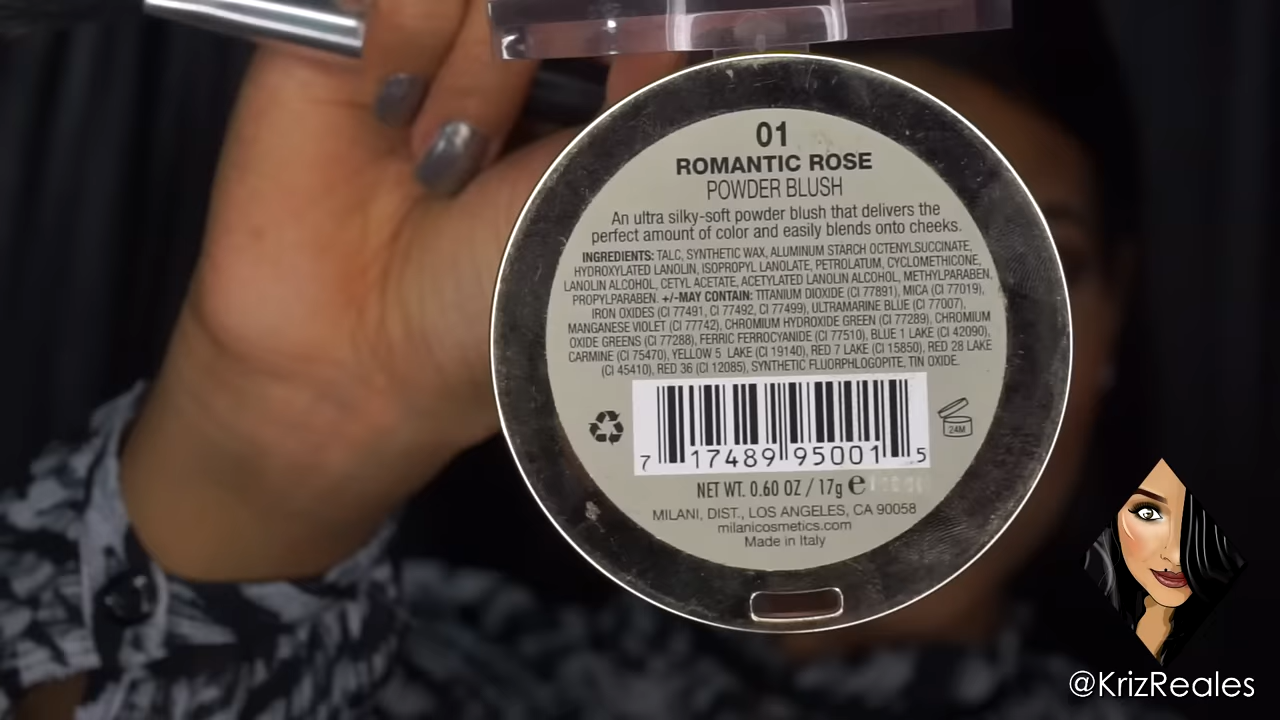 01
ROMANTIC ROSE
POWDER BLUSH
An ultra silky-soft powder blush that delivers the
perfect amount of color and easily blends onto cheeks.
INGREDIENTS: TALC, SYNTHETIC WAX, ALUMINUM STARCH OCTENYLSUCCINATE,
HYDROXYLATED LANOLIN, ISOPROPYL LANOLATE, PETROLATUM, CYCLOMETHICONE,
LANOLIN ALCOHOL, CETYL ACETATE, ACETYLATED LANOLIN ALCOHOL, METHYLPARABEN,
PROPYLPARABEN. +/-MAY CONTAIN: TITANIUM DIOXIDE (CI 77891), MICA (CI 77019),
IRON OXIDES (CI 77491, CI 77492, CI 77499), ULTRAMARINE BLUE (CI 77007),
MANGANESE VIOLET (CI 77742), CHROMIUM HYDROXIDE GREEN (CI 77289), CHROMIUM
OXIDE GREENS (CI 77288), FERRIC FERROCYANIDE (CI 77510), BLUE 1 LAKE (CI 42090),
CARMINE (CI 75470), YELLOW 5 LAKE (CI 19140), RED 7 LAKE (CI 15850), RED 28 LAKE
(CI 45410), RED 36 (CI 12085), SYNTHETIC FLUORPHLOGOPITE, TIN OXIDE.
24M
7 17489 95001 5
NET WT. 0.60 OZ / 17g e
MILANI, DIST., LOS ANGELES, CA 90058
milanicosmetics.com
Made in Italy
@KrizReales